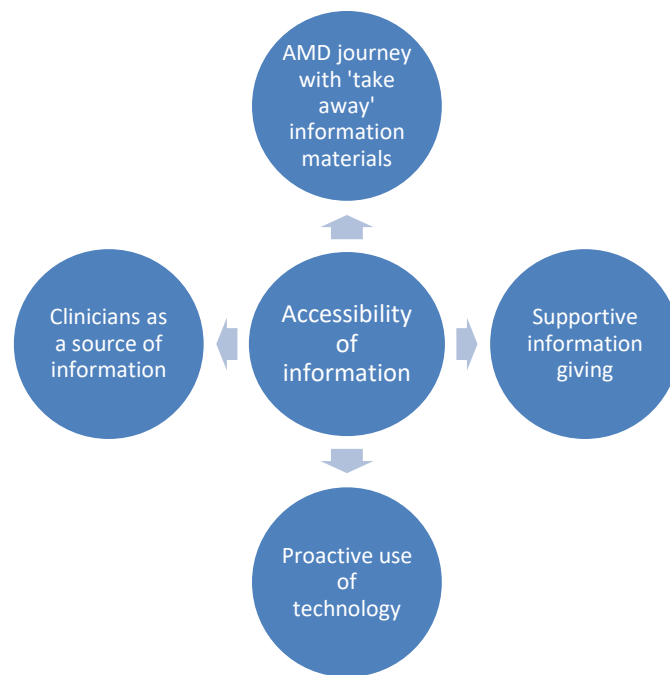 AMD journey
with 'take
away'
information
materials
Clinicians as
a source of
information
Accessibility
of
information
Supportive
information
giving
Proactive use
of
technology